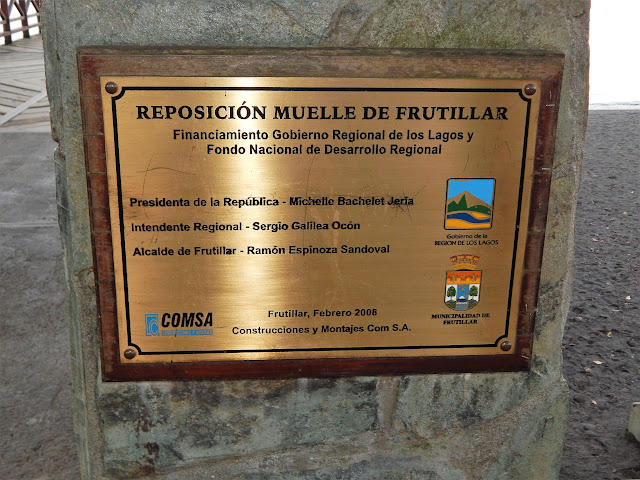 REPOSICIÓN MUELLE DE FRUTILLAR
Financiamiento Gobierno Regional de los Lagos y
Fondo Nacional de Desarrollo Regional
Presidenta de la República - Michelle Bachelet Jeria
Intendente Regional - Sergio Galilea Ocón
Alcalde de Frutillar - Ramón Espinoza Sandoval
Gobierno de la
REGION DE LOS LAGOS
MUNICIPALIDAD DE
FRUTILLAR
COMSA
Frutillar, Febrero 2008
Construcciones y Montajes Com S.A.